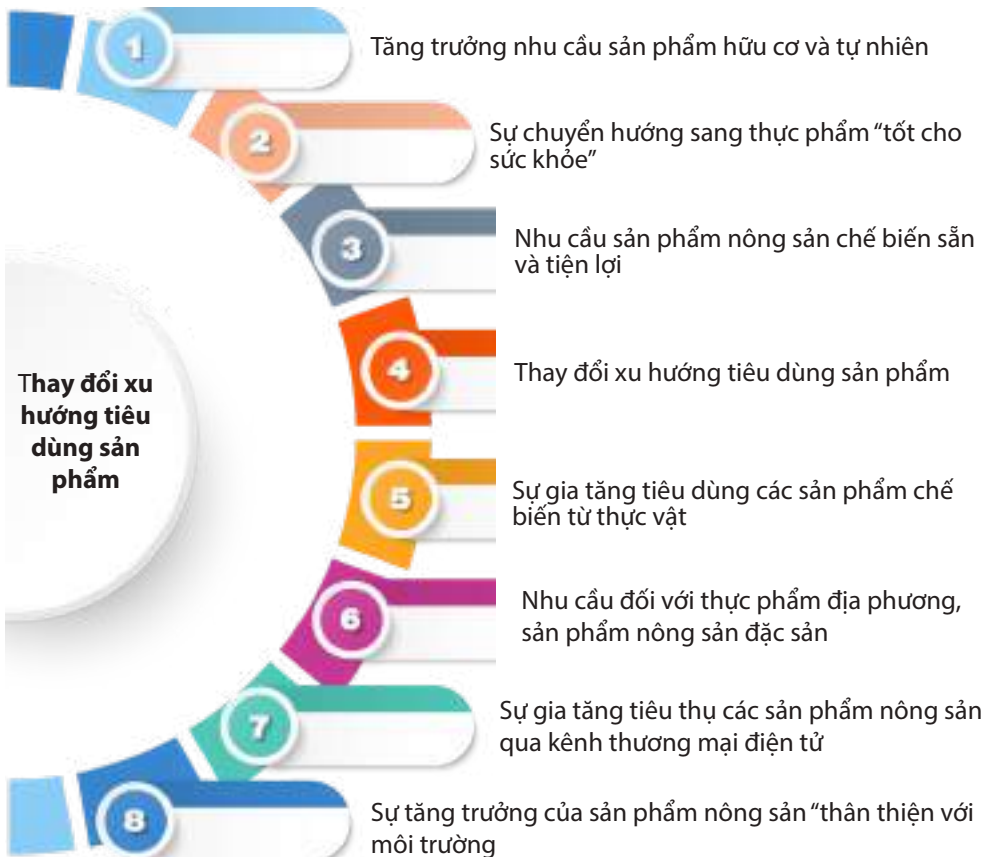 1
Tăng trưởng nhu cầu sản phẩm hữu cơ và tự nhiên
2
Sự chuyển hướng sang thực phẩm “tốt cho
sức khỏe”
3
Nhu cầu sản phẩm nông sản chế biến sẵn
và tiện lợi
Thay đổi xu
hướng tiêu
dùng sản
phẩm
4
Thay đổi xu hướng tiêu dùng sản phẩm
5
Sự gia tăng tiêu dùng các sản phẩm chế
biến từ thực vật
6
Nhu cầu đối với thực phẩm địa phương,
sản phẩm nông sản đặc sản
7
Sự gia tăng tiêu thụ các sản phẩm nông sản
qua kênh thương mại điện tử
8
Sự tăng trưởng của sản phẩm nông sản “thân thiện với
môi trường